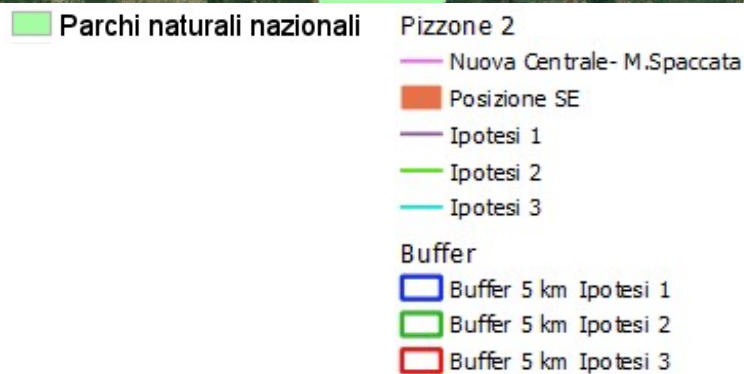 Parchi naturali nazionali
Pizzone 2
Nuova Centrale- M.Spaccata
Posizione SE
Ipotesi 1
Ipotesi 2
Ipotesi 3
Buffer
Buffer 5 km Ipotesi 1
Buffer 5 km Ipotesi 2
Buffer 5 km Ipotesi 3